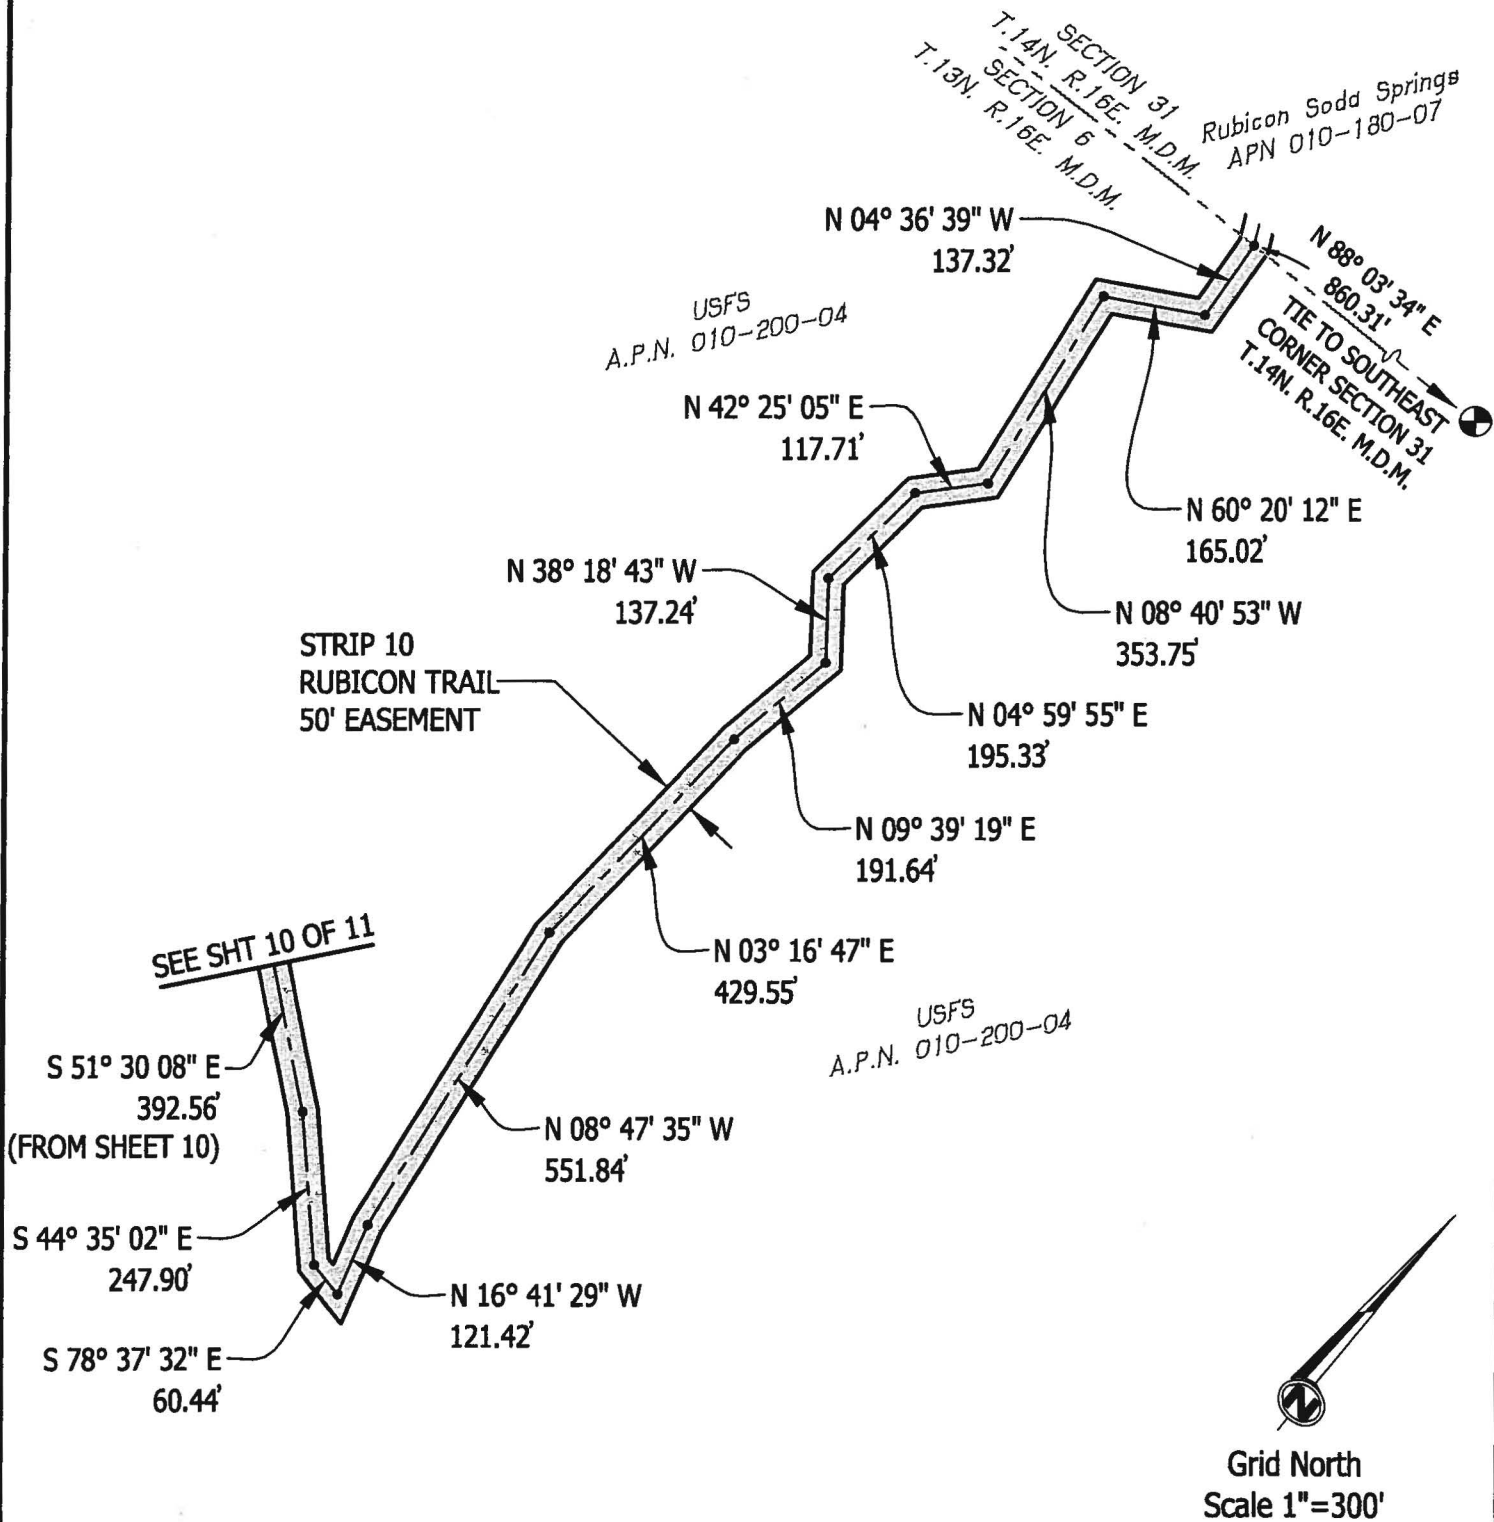 SECTION 31
T.14N. R.16E. M.D.M.
SECTION 6
T.13N. R.16E. M.D.M.
Rubicon Soda Springs
APN 010-180-07
N 04° 36' 39" W
137.32'
N 88° 03' 34" E
860.31'
TIE TO SOUTHEAST
CORNER SECTION 31
T.14N. R.16E. M.D.M.
USFS
A.P.N. 010-200-04
N 42° 25' 05" E
117.71'
N 60° 20' 12" E
165.02'
N 38° 18' 43" W
137.24'
N 08° 40' 53" W
353.75'
STRIP 10
RUBICON TRAIL
50' EASEMENT
N 04° 59' 55" E
195.33'
N 09° 39' 19" E
191.64'
SEE SHT 10 OF 11
N 03° 16' 47" E
429.55'
USFS
A.P.N. 010-200-04
S 51° 30 08" E
392.56'
(FROM SHEET 10)
N 08° 47' 35" W
551.84'
S 44° 35' 02" E
247.90'
N 16° 41' 29" W
121.42'
S 78° 37' 32" E
60.44'
N
Grid North
Scale 1"=300'